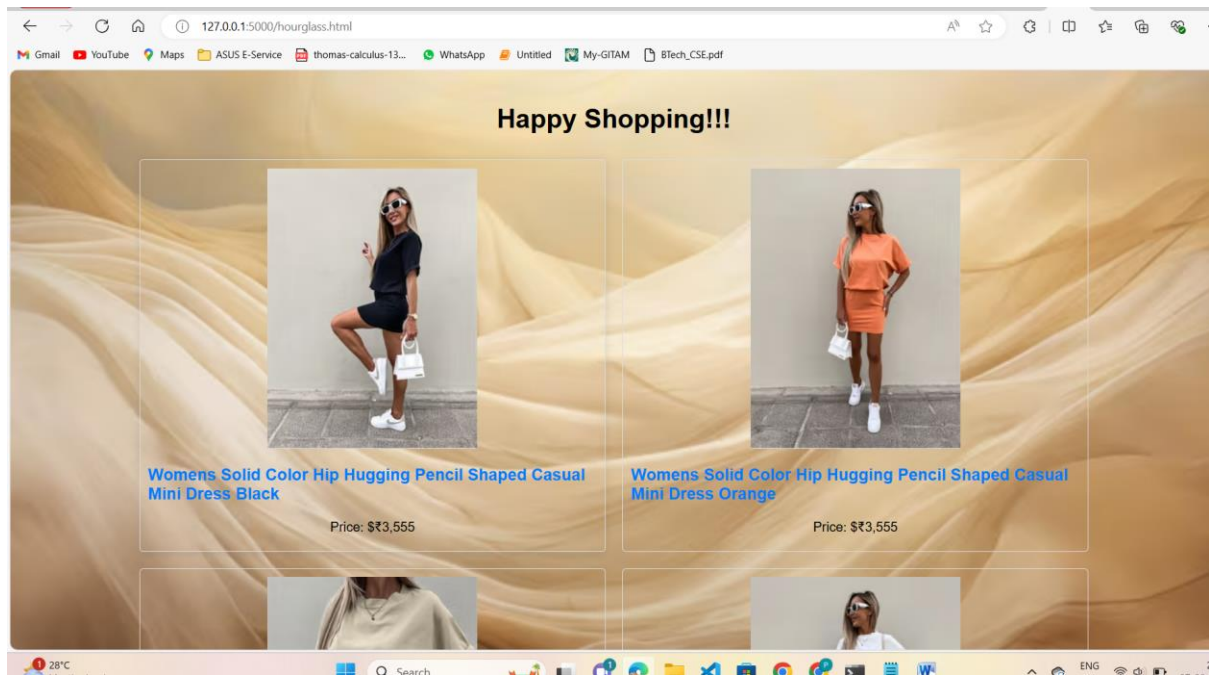 127.0.0.1:5000/hourglass.html
Gmail YouTube Maps ASUS E-Service thomas-calculus-13... WhatsApp Untitled My-GITAM BTech_CSE.pdf
Happy Shopping!!!
Womens Solid Color Hip Hugging Pencil Shaped Casual
Mini Dress Black
Price: $₹3,555
Womens Solid Color Hip Hugging Pencil Shaped Casual
Mini Dress Orange
Price: $₹3,555
28°C
Search
ENG